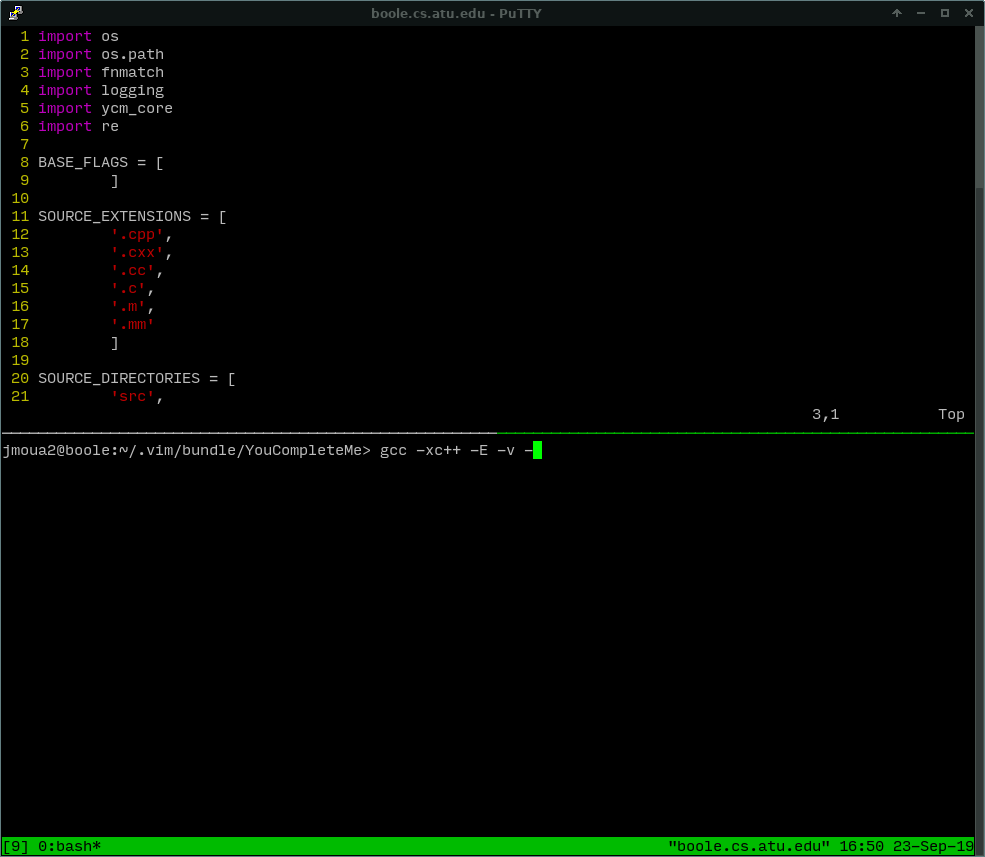 boole.cs.atu.edu - PuTTY
1 import os
2 import os.path
3 import fnmatch
4 import logging
5 import ycm_core
6 import re
7
8 BASE_FLAGS = [
9         ]
10
11 SOURCE_EXTENSIONS = [
12         '.cpp',
13         '.cxx',
14         '.cc',
15         '.c',
16         '.m',
17         '.mm'
18         ]
19
20 SOURCE_DIRECTORIES = [
21         'src',
3,1 Top
jmoua2@boole:~/.vim/bundle/YouCompleteMe> gcc -xc++ -E -v -
[9] 0:bash* "boole.cs.atu.edu" 16:50 23-Sep-19